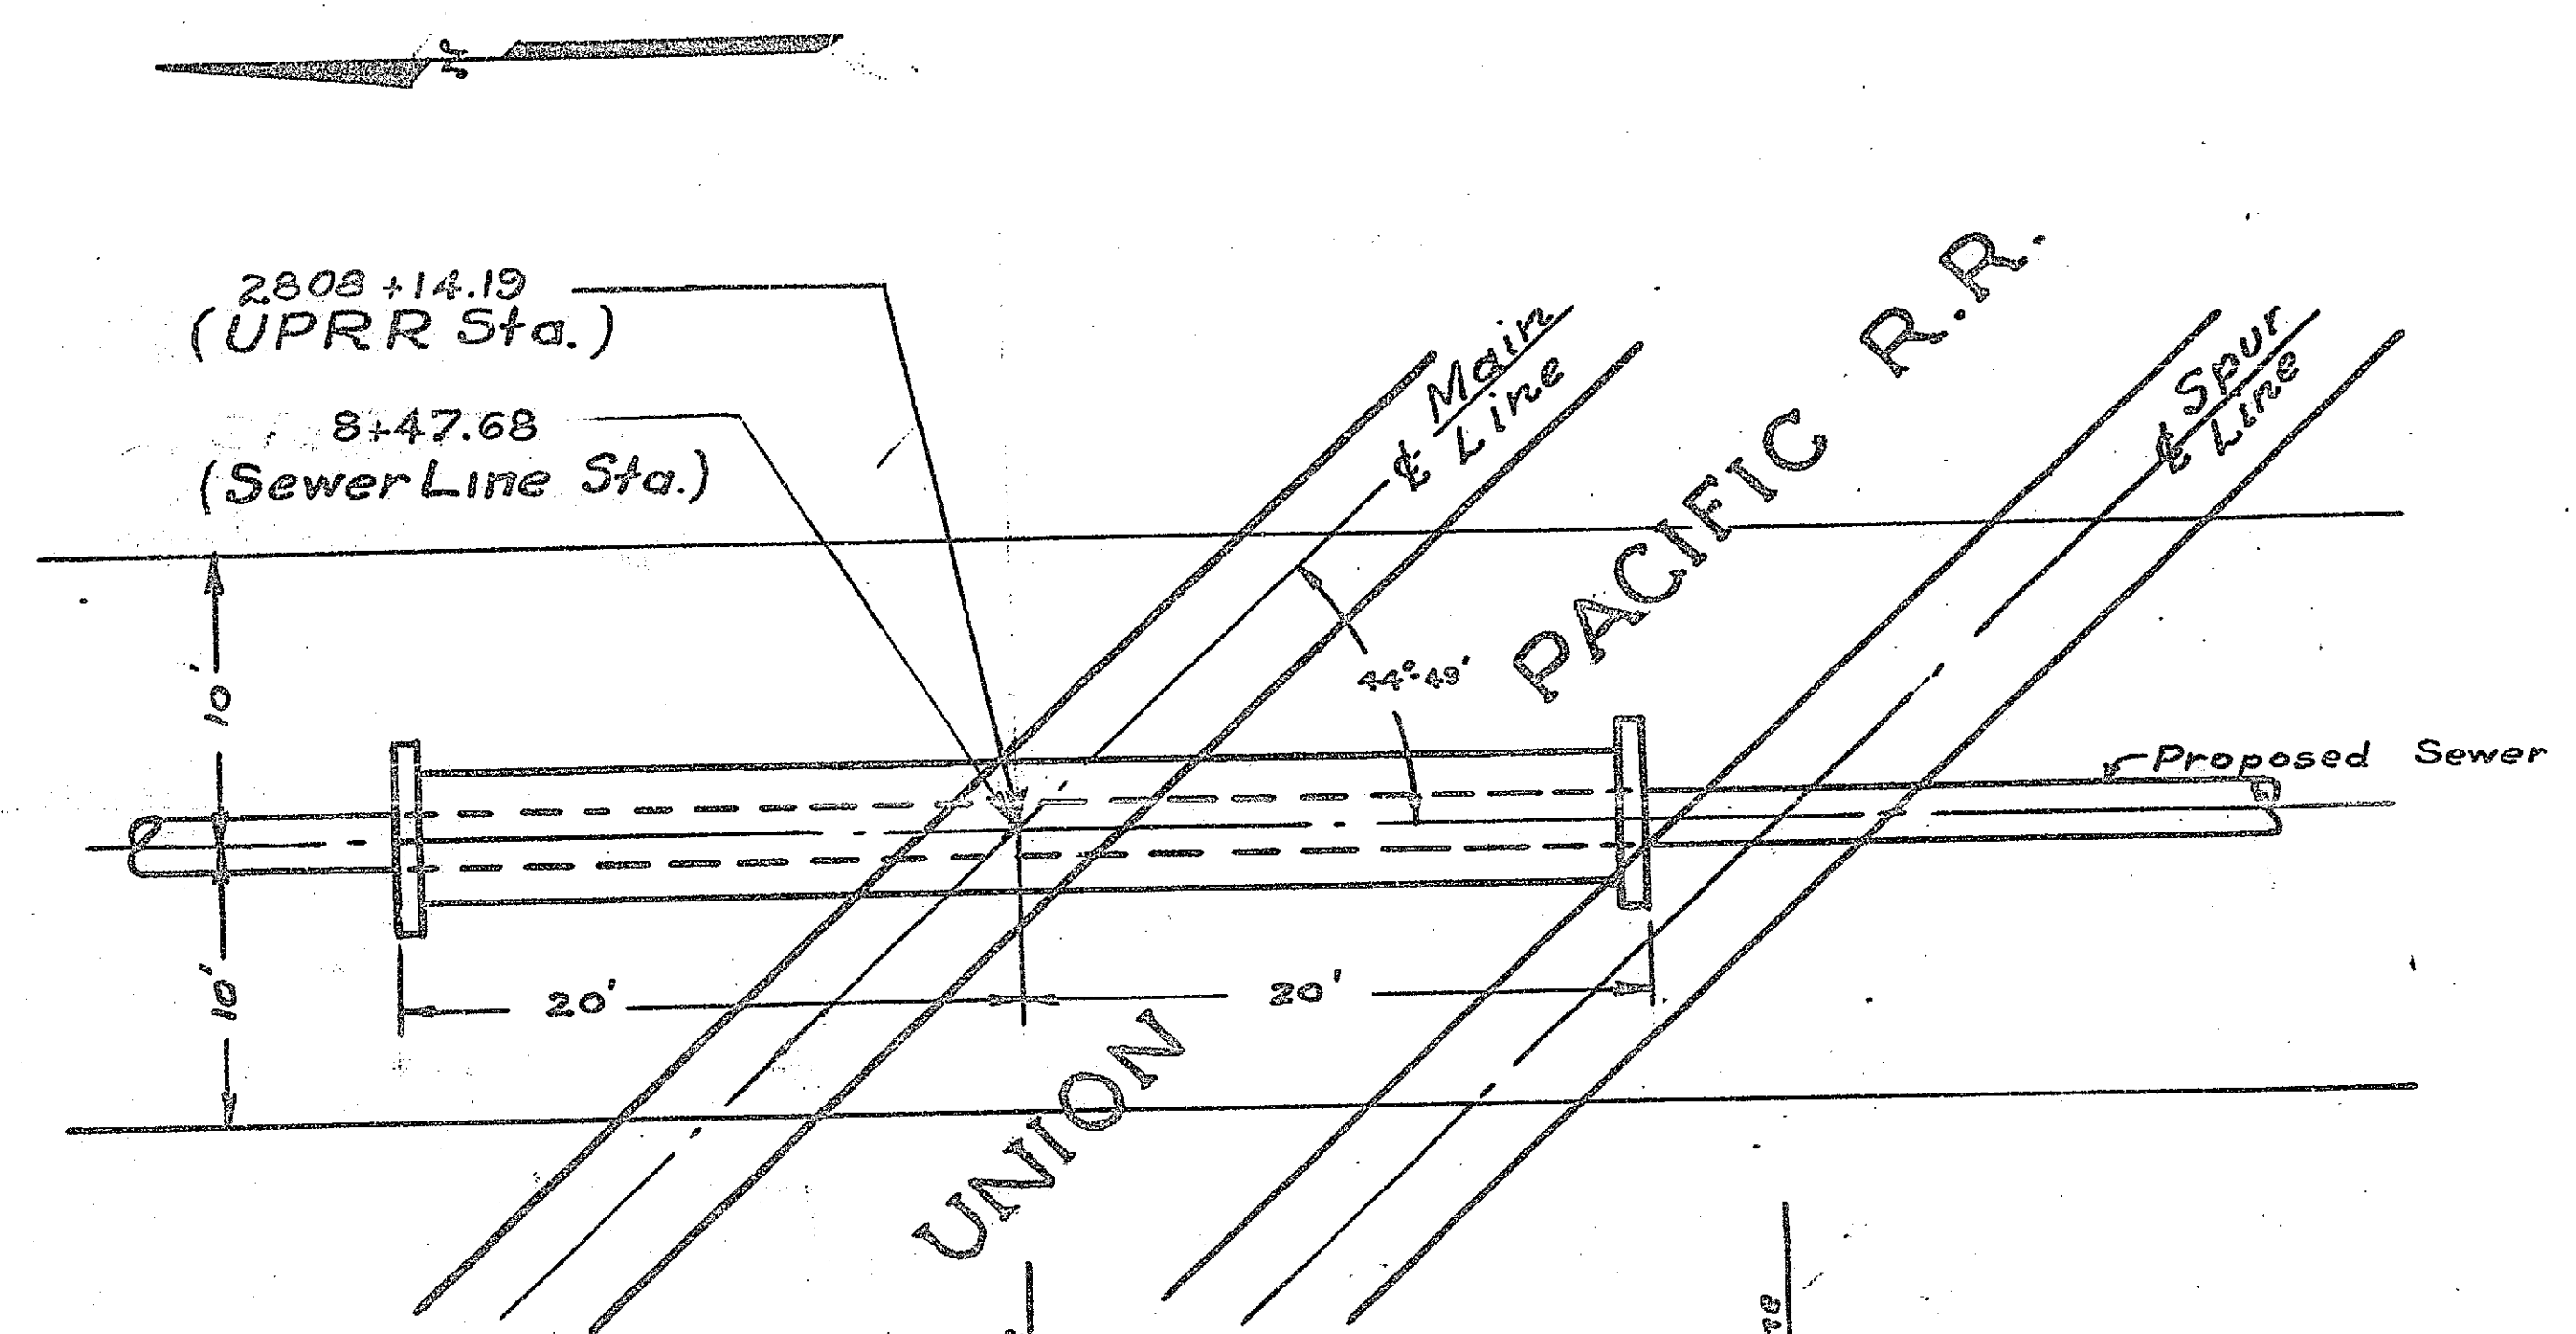 2808+14.19
(UPRR Sta.)
8+47.68
(Sewer Line Sta.)
℄ Main
Line
UNION PACIFIC R.R.
℄ Spur
Line
44°-49'
10'
10'
Proposed Sewer
20'
20'